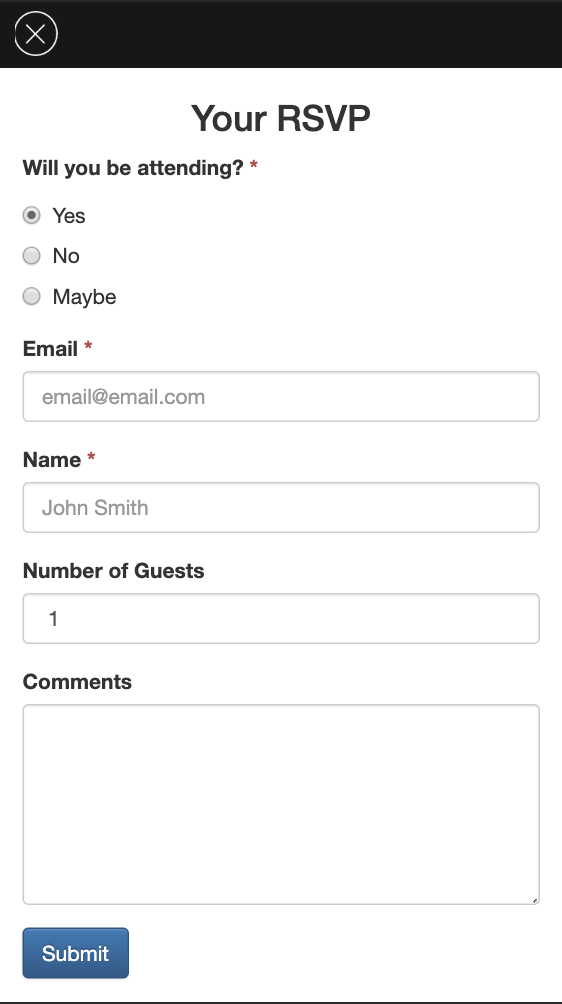 Your RSVP
Will you be attending? *
Yes
No
Maybe
Email *
email@email.com
Name *
John Smith
Number of Guests
1
Comments
Submit